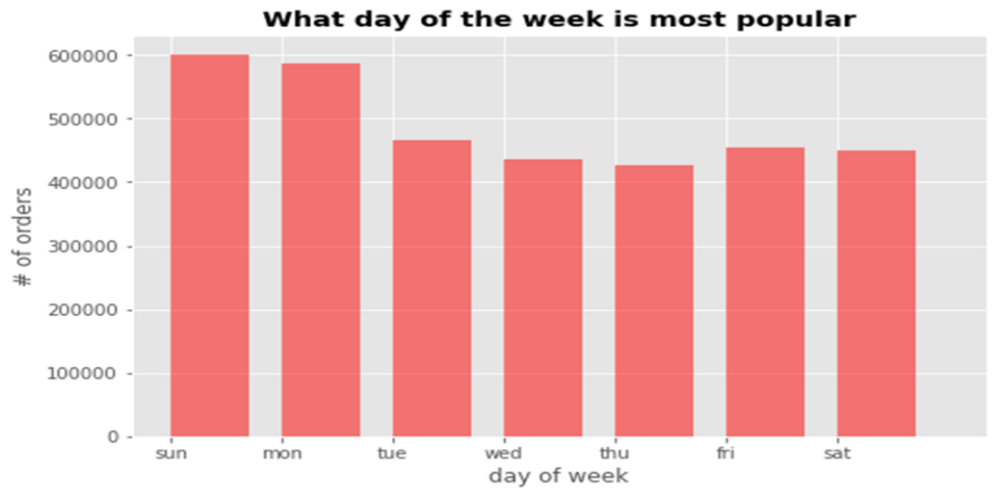 What day of the week is most popular
600000
500000
400000
300000
200000
100000
0
# of orders
sun mon tue wed thu fri sat
day of week